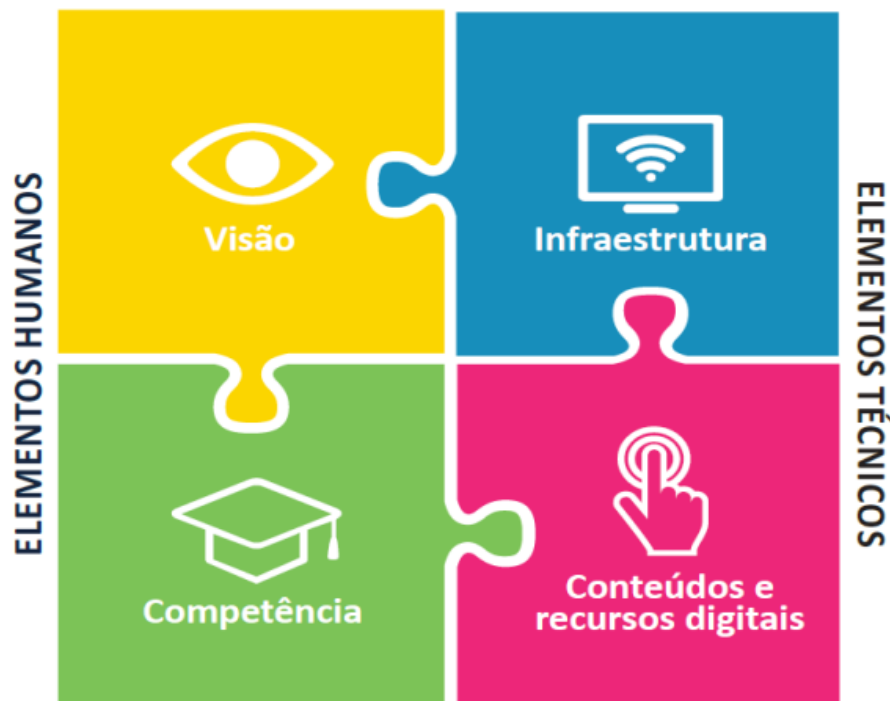 ELEMENTOS HUMANOS
Visão
Infraestrutura
Competência
Conteúdos e
recursos digitais
ELEMENTOS TÉCNICOS